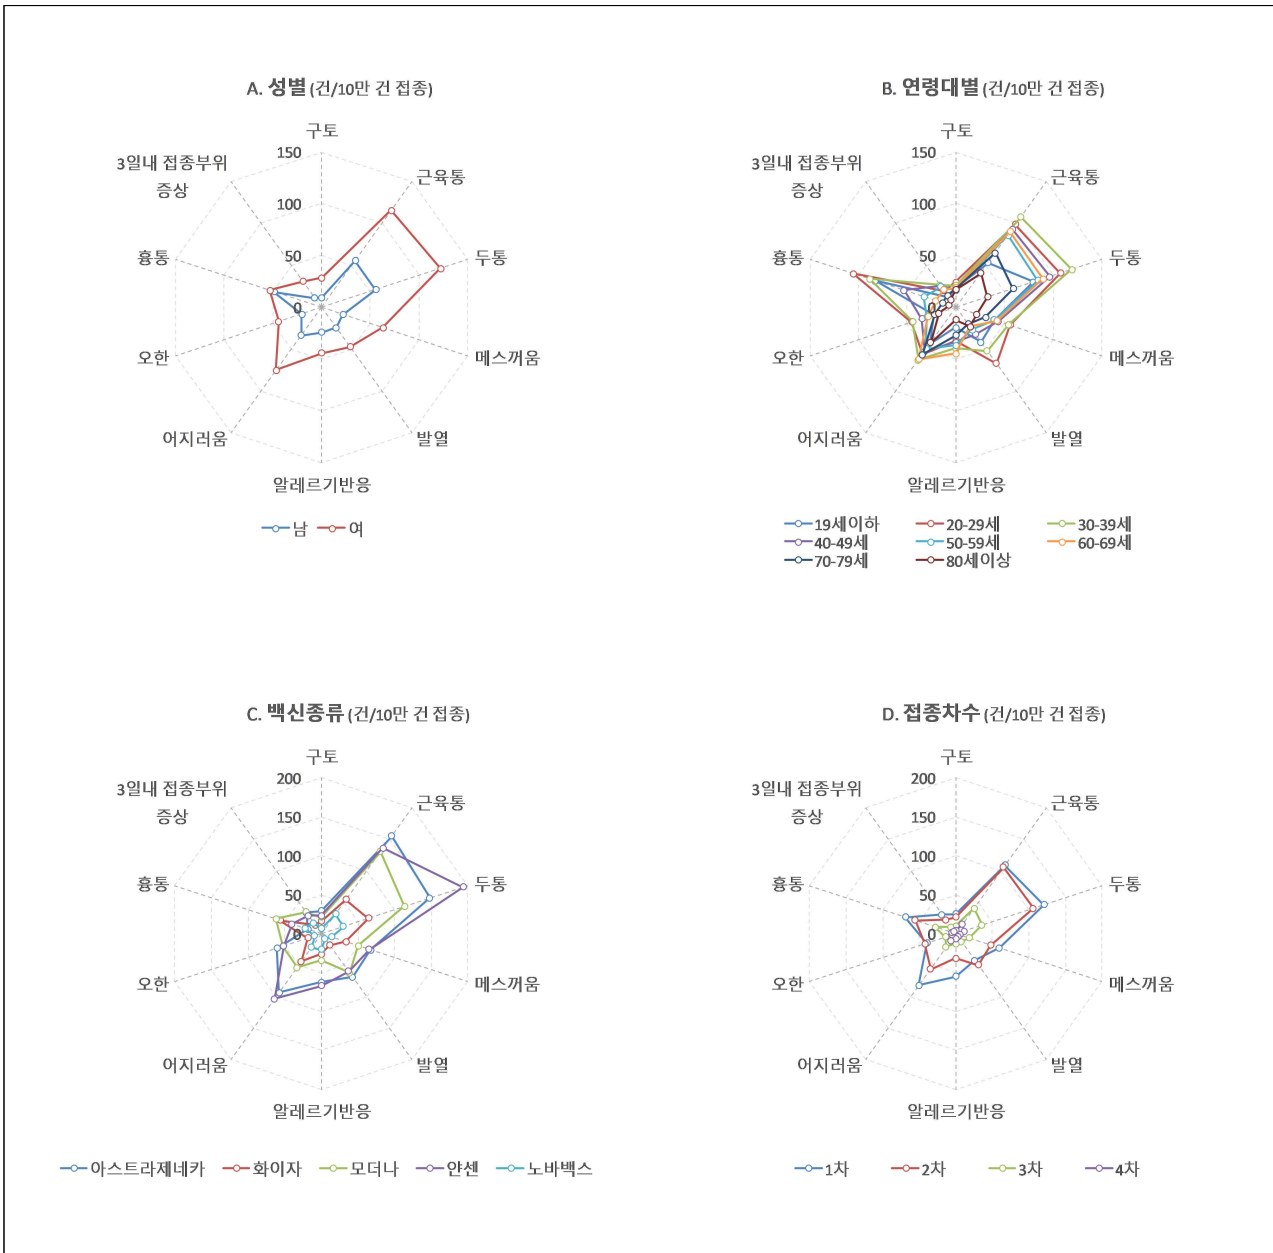 A. 성별 (건/10만 건 접종)
구토
150
3일내 접종부위
증상
근육통
100
흉통
50
두통
0
오한
메스꺼움
어지러움
발열
알레르기반응
남
여
B. 연령대별 (건/10만 건 접종)
구토
150
3일내 접종부위
증상
근육통
100
흉통
50
두통
0
오한
메스꺼움
어지러움
발열
알레르기반응
19세이하 20-29세 30-39세
40-49세 50-59세 60-69세
70-79세 80세이상
C. 백신종류 (건/10만 건 접종)
구토
200
3일내 접종부위
증상
근육통
150
100
흉통
50
두통
0
오한
메스꺼움
어지러움
발열
알레르기반응
아스트라제네카 화이자 모더나 얀센 노바백스
D. 접종차수 (건/10만 건 접종)
구토
200
3일내 접종부위
증상
근육통
150
100
흉통
50
두통
0
오한
메스꺼움
어지러움
발열
알레르기반응
1차 2차 3차 4차